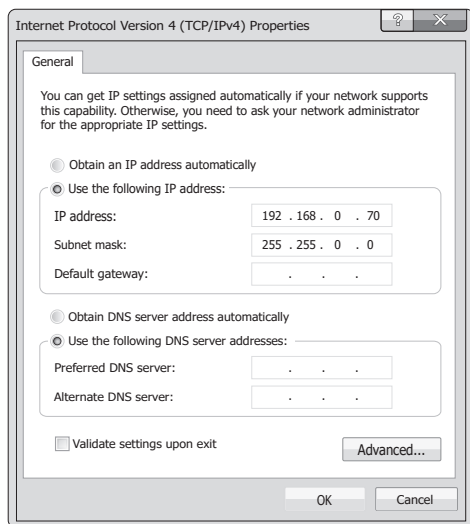 Internet Protocol Version 4 (TCP/IPv4) Properties
General
You can get IP settings assigned automatically if your network supports
this capability. Otherwise, you need to ask your network administrator
for the appropriate IP settings.
Obtain an IP address automatically
Use the following IP address:
IP address: 192 . 168 . 0 . 70
Subnet mask: 255 . 255 . 0 . 0
Default gateway: . . .
Obtain DNS server address automatically
Use the following DNS server addresses:
Preferred DNS server: . . .
Alternate DNS server: . . .
Validate settings upon exit
Advanced...
OK Cancel